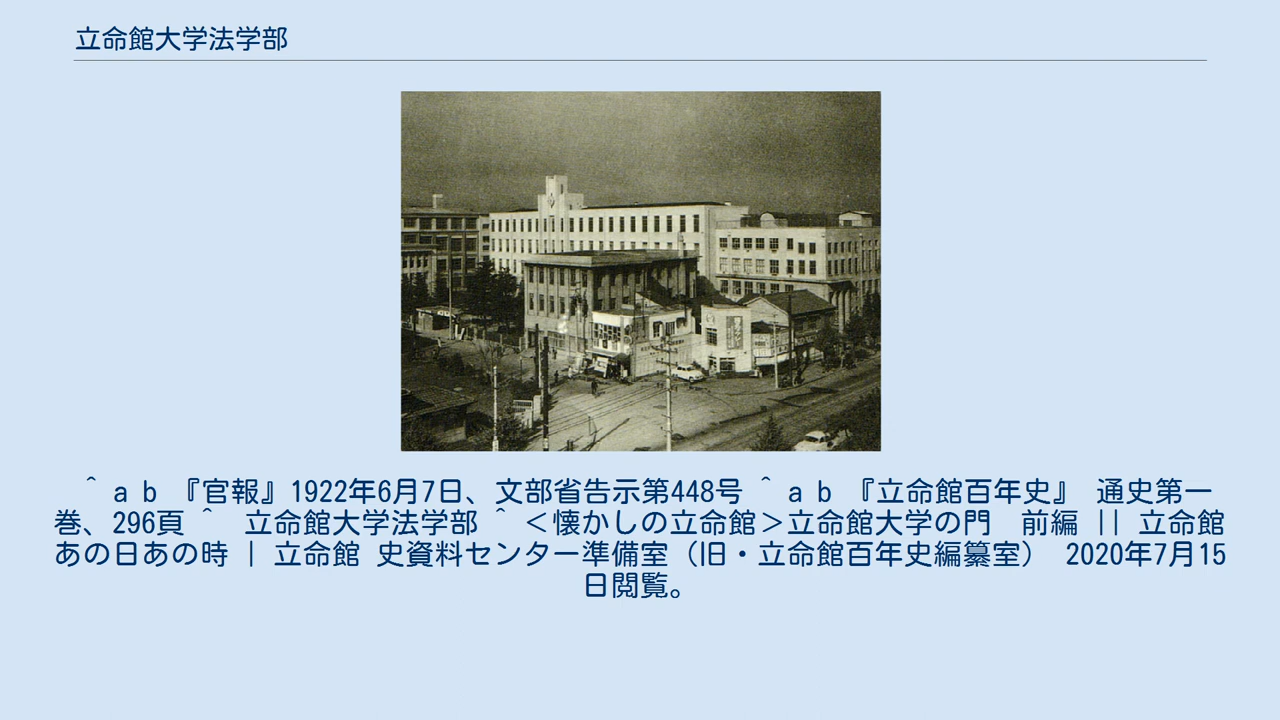 立命館大学法学部
^ a b 『官報』1922年6月7日、文部省告示第448号 ^ a b 『立命館百年史』 通史第一
巻、296頁 ^ 立命館大学法学部 ^ ＜懐かしの立命館＞立命館大学の門　前編 || 立命館
あの日あの時 | 立命館 史資料センター準備室（旧・立命館百年史編纂室） 2020年7月15
日閲覧。